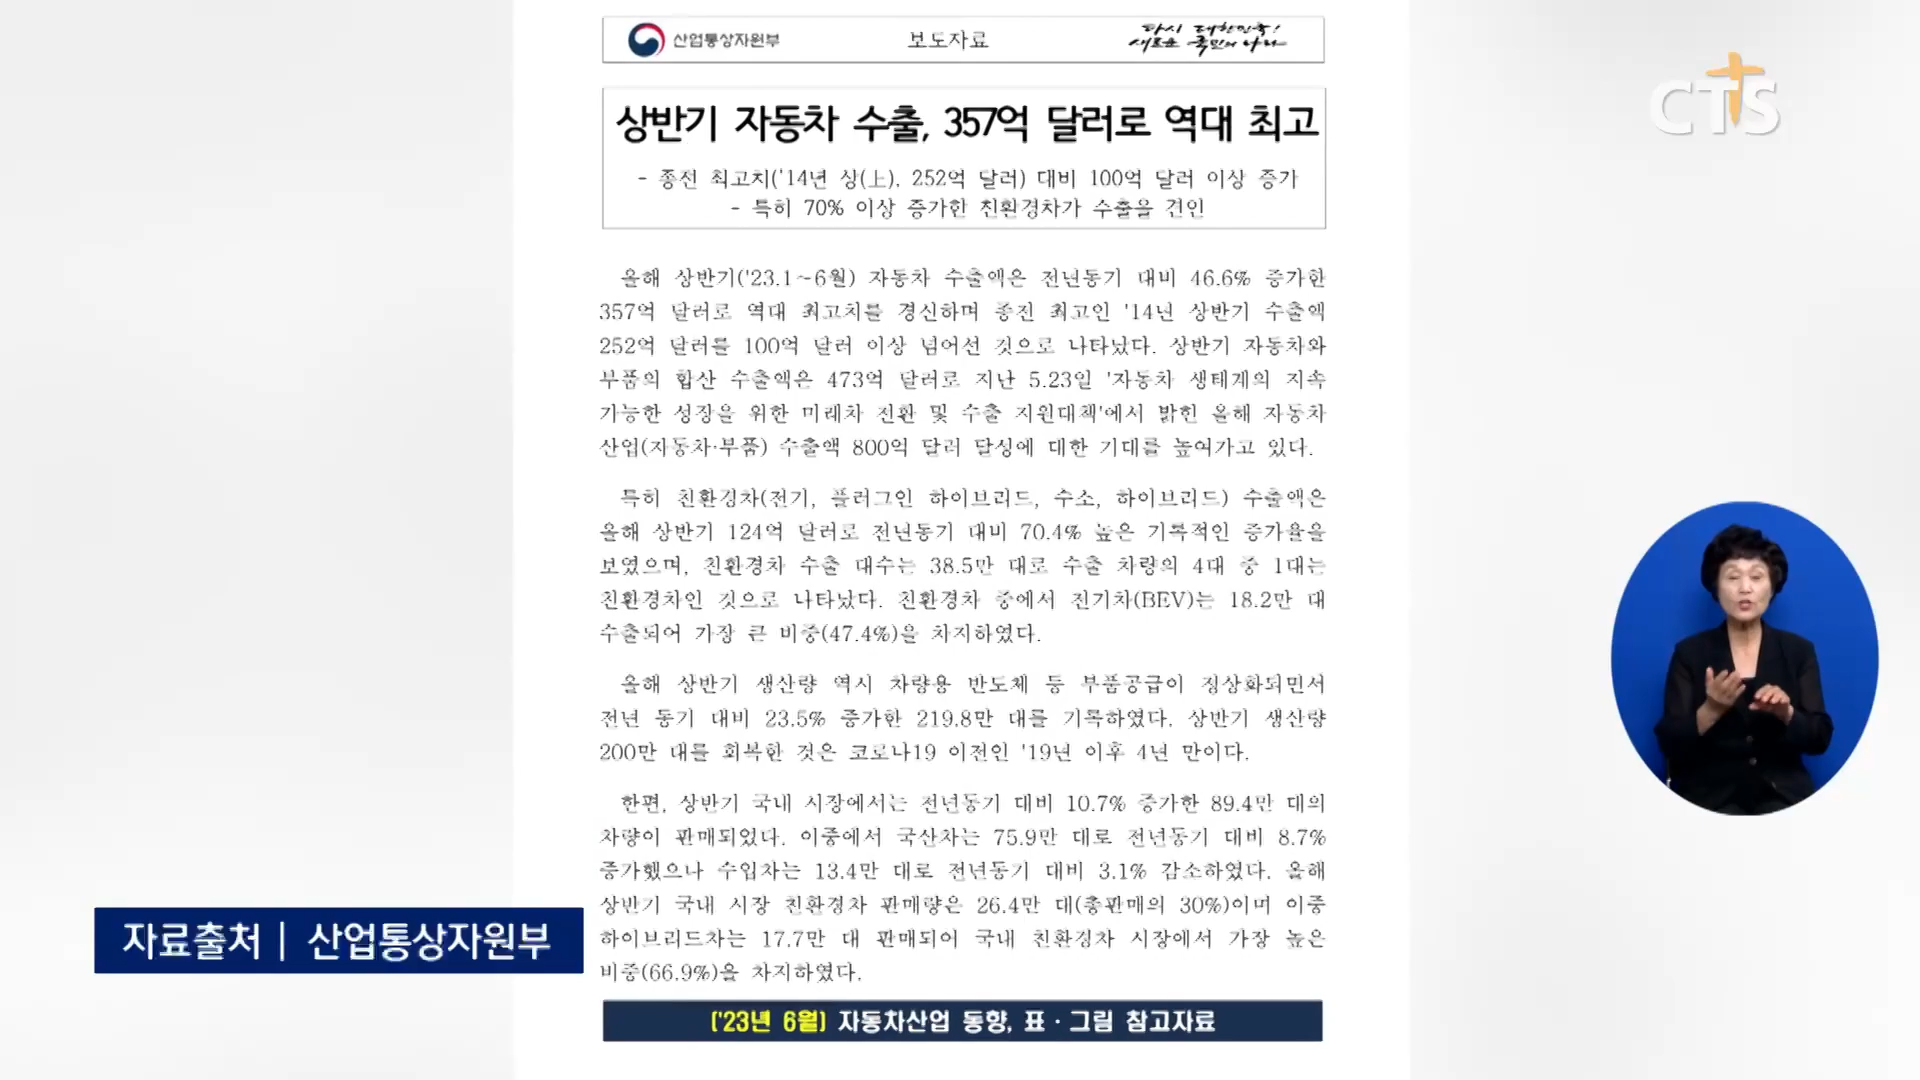 산업통상자원부
보도자료
다시 대한민국!
새로운 국민의 나라
CTS
상반기 자동차 수출, 357억 달러로 역대 최고
- 종전 최고치('14년 상(上), 252억 달러) 대비 100억 달러 이상 증가
- 특히 70% 이상 증가한 친환경차가 수출을 견인
올해 상반기('23.1~6월) 자동차 수출액은 전년동기 대비 46.6% 증가한
357억 달러로 역대 최고치를 경신하며 종전 최고인 '14년 상반기 수출액
252억 달러를 100억 달러 이상 넘어선 것으로 나타났다. 상반기 자동차와
부품의 합산 수출액은 473억 달러로 지난 5.23일 '자동차 생태계의 지속
가능한 성장을 위한 미래차 전환 및 수출 지원대책'에서 밝힌 올해 자동차
산업(자동차·부품) 수출액 800억 달러 달성에 대한 기대를 높여가고 있다.
특히 친환경차(전기, 플러그인 하이브리드, 수소, 하이브리드) 수출액은
올해 상반기 124억 달러로 전년동기 대비 70.4% 높은 기록적인 증가율을
보였으며, 친환경차 수출 대수는 38.5만 대로 수출 차량의 4대 중 1대는
친환경차인 것으로 나타났다. 친환경차 중에서 전기차(BEV)는 18.2만 대
수출되어 가장 큰 비중(47.4%)을 차지하였다.
올해 상반기 생산량 역시 차량용 반도체 등 부품공급이 정상화되면서
전년 동기 대비 23.5% 증가한 219.8만 대를 기록하였다. 상반기 생산량
200만 대를 회복한 것은 코로나19 이전인 '19년 이후 4년 만이다.
한편, 상반기 국내 시장에서는 전년동기 대비 10.7% 증가한 89.4만 대의
차량이 판매되었다. 이중에서 국산차는 75.9만 대로 전년동기 대비 8.7%
증가했으나 수입차는 13.4만 대로 전년동기 대비 3.1% 감소하였다. 올해
상반기 국내 시장 친환경차 판매량은 26.4만 대(총판매의 30%)이며 이중
하이브리드차는 17.7만 대 판매되어 국내 친환경차 시장에서 가장 높은
비중(66.9%)을 차지하였다.
자료출처 | 산업통상자원부
('23년 6월) 자동차산업 동향, 표·그림 참고자료